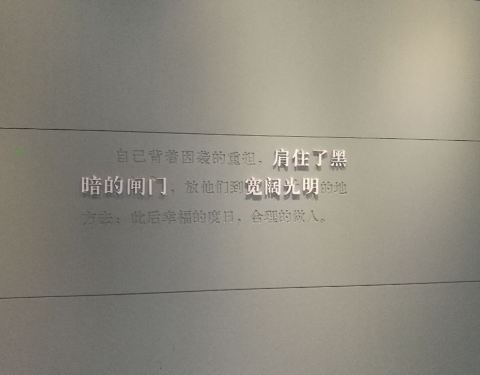 自己背着因袭的重担，肩住了黑
暗的闸门，放他们到宽阔光明的地
方去；此后幸福的度日，合理的做人。